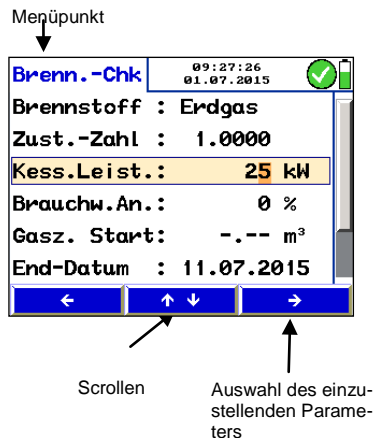 Menüpunkt
Brenn.-Chk
09:27:26
01.07.2015
Brennstoff : Erdgas
Zust.-Zahl : 1.0000
Kess.Leist.: 25 kW
Brauchw.An.: 0 %
Gasz. Start: -.-- m³
End-Datum : 11.07.2015
← ↑ ↓ →
Scrollen
Auswahl des einzu-
stellenden Parame-
ters